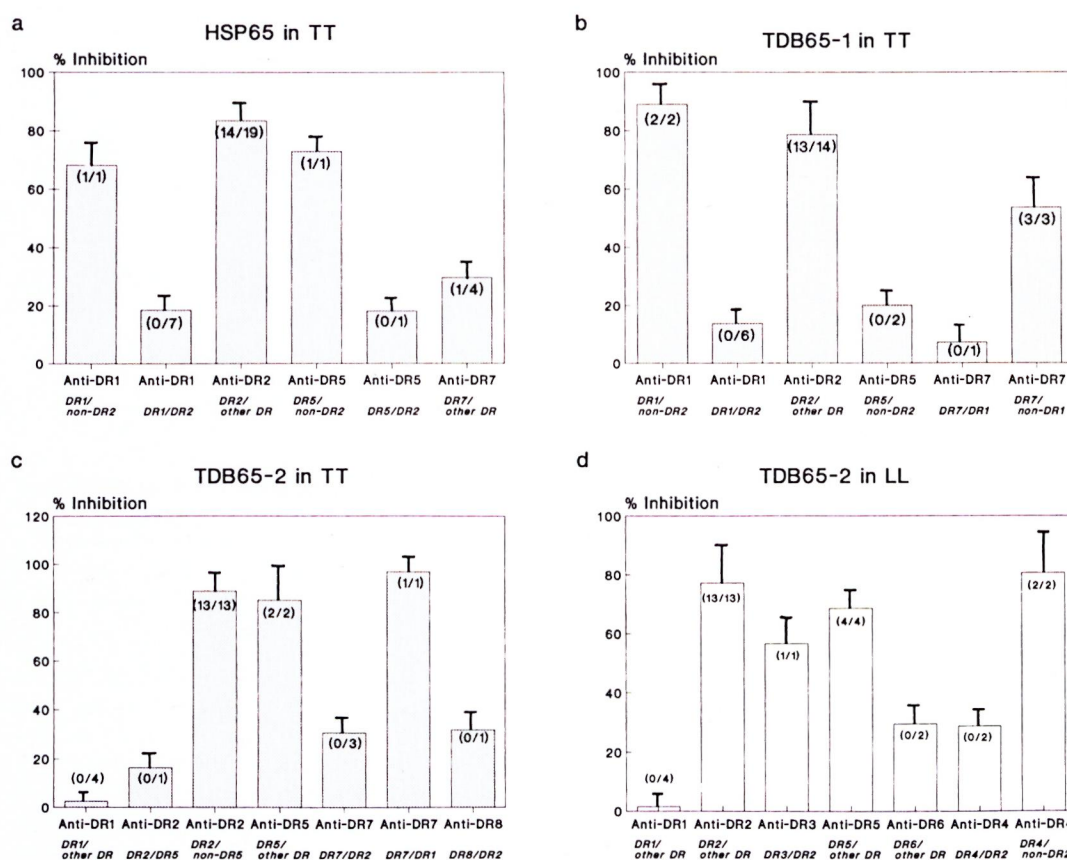 a
HSP65 in TT
% Inhibition
100
80
60
40
20
0
(1/1)
(0/7)
(14/19)
(1/1)
(0/1)
(1/4)
Anti-DR1 Anti-DR1 Anti-DR2 Anti-DR5 Anti-DR5 Anti-DR7
DR1/ non-DR2 DR1/DR2 DR2/ other DR DR5/ non-DR2 DR5/DR2 DR7/ other DR
b
TDB65-1 in TT
% Inhibition
100
80
60
40
20
0
(2/2)
(0/6)
(13/14)
(0/2)
(0/1)
(3/3)
Anti-DR1 Anti-DR1 Anti-DR2 Anti-DR5 Anti-DR7 Anti-DR7
DR1/ non-DR2 DR1/DR2 DR2/ other DR DR5/ non-DR2 DR7/DR1 DR7/ non-DR1
c
TDB65-2 in TT
% Inhibition
120
100
80
60
40
20
0
(0/4)
(0/1)
(13/13)
(2/2)
(0/3)
(1/1)
(0/1)
Anti-DR1 Anti-DR2 Anti-DR2 Anti-DR5 Anti-DR7 Anti-DR7 Anti-DR8
DR1/ other DR DR2/DR5 DR2/ non-DR5 DR5/ other DR DR7/DR2 DR7/DR1 DR8/DR2
d
TDB65-2 in LL
% Inhibition
100
80
60
40
20
0
(0/4)
(13/13)
(1/1)
(4/4)
(0/2)
(0/2)
(2/2)
Anti-DR1 Anti-DR2 Anti-DR3 Anti-DR5 Anti-DR6 Anti-DR4 Anti-DR4
DR1/ other DR DR2/ other DR DR3/DR2 DR5/ other DR DR6/ other DR DR4/DR2 DR4/ non-DR2